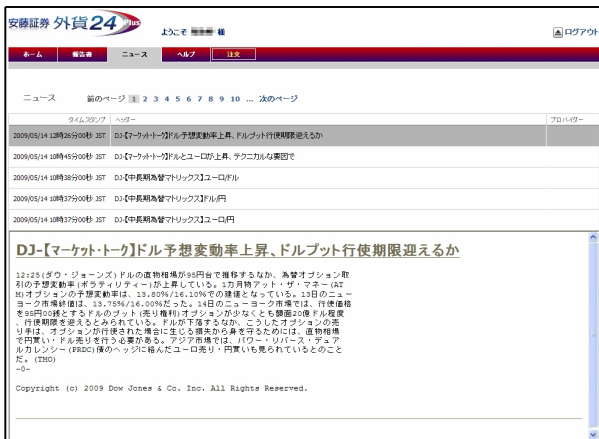 安藤証券 外貨24 Plus
ようこそ 様
ログアウト
ホーム 報告書 ニュース ヘルプ 注文
ニュース 前のページ 1 2 3 4 5 6 7 8 9 10 ... 次のページ
タイムスタンプ ヘッダー プロバイダー
2009/05/14 12時26分00秒 JST DJ-【マーケット・トーク】ドル予想変動率上昇、ドルプット行使期限迎えるか
2009/05/14 10時45分00秒 JST DJ-【マーケット・トーク】ドルとユーロが上昇、テクニカルな要因で
2009/05/14 10時38分00秒 JST DJ-【中長期為替マトリックス】ユーロ/ドル
2009/05/14 10時37分00秒 JST DJ-【中長期為替マトリックス】ドル/円
2009/05/14 10時37分00秒 JST DJ-【中長期為替マトリックス】ユーロ/円
DJ-【マーケット・トーク】ドル予想変動率上昇、ドルプット行使期限迎えるか
12:25(ダウ・ジョーンズ)ドルの直物相場が95円台で推移するなか、為替オプション取
引の予想変動率(ボラティリティー)が上昇している。1カ月物アット・ザ・マネー(AT
M)オプションの予想変動率は、13.80%/16.10%での建値となっている。13日のニュー
ヨーク市場終値は、13.75%/16.00%だった。14日のニューヨーク市場では、行使価格
を95円00銭とするドルのプット(売り権利)オプションが少なくとも額面20億ドル程度
、行使期限を迎えるとみられている。ドルが下落するなか、こうしたオプションの売
り手は、オプションが行使された場合に生じる損失から身を守るためには、直物相場
で円買い・ドル売りを行う必要がある。アジア市場では、パワー・リバース・デュア
ルカレンシー(PRDC)債のヘッジに絡んだユーロ売り・円買いも見られているとのこと
だ。(THO)
-0-
Copyright (c) 2009 Dow Jones & Co. Inc. All Rights Reserved.